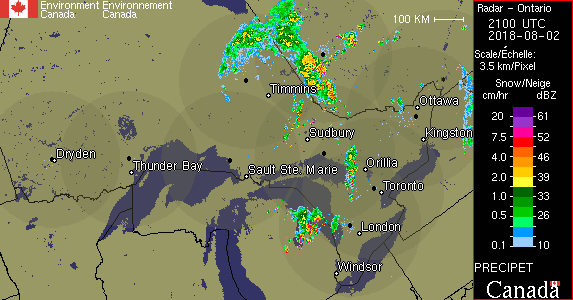 Environment Environnement
Canada Canada
100 KM
Timmins
Ottawa
Sudbury
Kingston
Dryden
Thunder Bay
Sault Ste. Marie
Orillia
Toronto
London
Windsor
Radar - Ontario
2100 UTC
2018-08-02
Scale/Échelle:
3.5 km/Pixel
Snow/Neige
cm/hr dBZ
20 61
7.5 52
4.0 46
2.0 39
1.0 33
0.5 26
0.1 10
PRECIPET
Canada